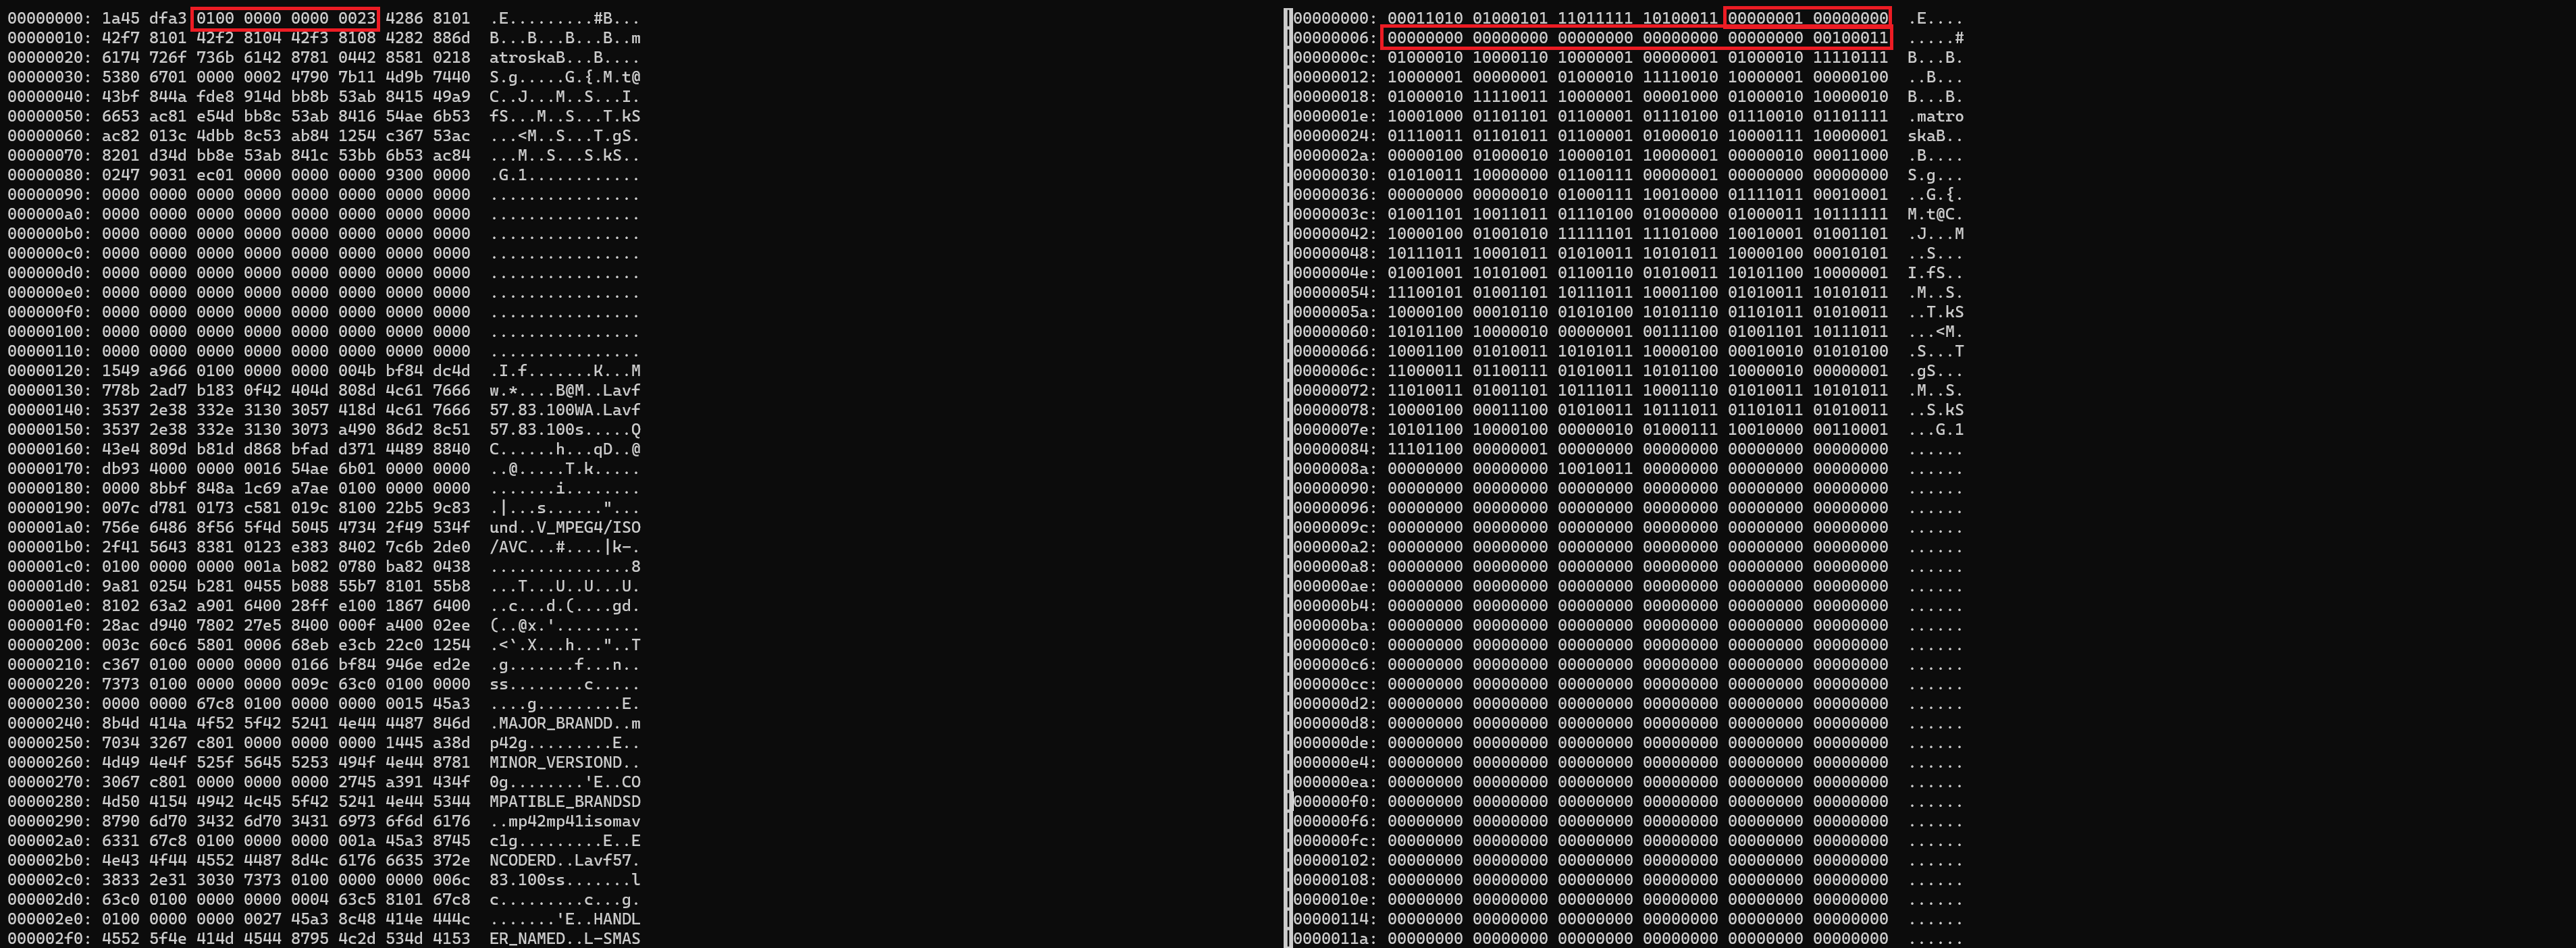 00000000: 1a45 dfa3 0100 0000 0000 0023 4286 8101  .E.........#B...
00000010: 42f7 8101 42f2 8104 42f3 8108 4282 886d  B...B...B...B..m
00000020: 6174 726f 736b 6142 8781 0442 8581 0218  atroskaB...B....
00000030: 5380 6701 0000 0002 4790 7b11 4d9b 7440  S.g.....G.{.M.t@
00000040: 43bf 844a fde8 914d bb8b 53ab 8415 49a9  C..J...M..S...I.
00000050: 6653 ac81 e54d bb8c 53ab 8416 54ae 6b53  fS...M..S...T.kS
00000060: ac82 013c 4dbb 8c53 ab84 1254 c367 53ac  ...<M..S...T.gS.
00000070: 8201 d34d bb8e 53ab 841c 53bb 6b53 ac84  ...M..S...S.kS..
00000080: 0247 9031 ec01 0000 0000 0000 9300 0000  .G.1............
00000090: 0000 0000 0000 0000 0000 0000 0000 0000  ................
000000a0: 0000 0000 0000 0000 0000 0000 0000 0000  ................
000000b0: 0000 0000 0000 0000 0000 0000 0000 0000  ................
000000c0: 0000 0000 0000 0000 0000 0000 0000 0000  ................
000000d0: 0000 0000 0000 0000 0000 0000 0000 0000  ................
000000e0: 0000 0000 0000 0000 0000 0000 0000 0000  ................
000000f0: 0000 0000 0000 0000 0000 0000 0000 0000  ................
00000100: 0000 0000 0000 0000 0000 0000 0000 0000  ................
00000110: 0000 0000 0000 0000 0000 0000 0000 0000  ................
00000120: 1549 a966 0100 0000 0000 004b bf84 dc4d  .I.f.......K...M
00000130: 778b 2ad7 b183 0f42 404d 808d 4c61 7666  w.*....B@M..Lavf
00000140: 3537 2e38 332e 3130 3057 418d 4c61 7666  57.83.100WA.Lavf
00000150: 3537 2e38 332e 3130 3073 a490 86d2 8c51  57.83.100s.....Q
00000160: 43e4 809d b81d d868 bfad d371 4489 8840  C......h...qD..@
00000170: db93 4000 0000 0016 54ae 6b01 0000 0000  ..@.....T.k.....
00000180: 0000 8bbf 848a 1c69 a7ae 0100 0000 0000  .......i........
00000190: 007c d781 0173 c581 019c 8100 22b5 9c83  .|...s......"...
000001a0: 756e 6486 8f56 5f4d 5045 4734 2f49 534f  und..V_MPEG4/ISO
000001b0: 2f41 5643 8381 0123 e383 8402 7c6b 2de0  /AVC...#....|k-.
000001c0: 0100 0000 0000 001a b082 0780 ba82 0438  ...............8
000001d0: 9a81 0254 b281 0455 b088 55b7 8101 55b8  ...T...U..U...U.
000001e0: 8102 63a2 a901 6400 28ff e100 1867 6400  ..c...d.(....gd.
000001f0: 28ac d940 7802 27e5 8400 000f a400 02ee  (..@x.'.........
00000200: 003c 60c6 5801 0006 68eb e3cb 22c0 1254  .<`.X...h..."..T
00000210: c367 0100 0000 0000 0166 bf84 946e ed2e  .g.......f...n..
00000220: 7373 0100 0000 0000 009c 63c0 0100 0000  ss........c.....
00000230: 0000 0000 67c8 0100 0000 0000 0015 45a3  ....g.........E.
00000240: 8b4d 414a 4f52 5f42 5241 4e44 4487 846d  .MAJOR_BRANDD..m
00000250: 7034 3267 c801 0000 0000 0000 1445 a38d  p42g.........E..
00000260: 4d49 4e4f 525f 5645 5253 494f 4e44 8781  MINOR_VERSIOND..
00000270: 3067 c801 0000 0000 0000 2745 a391 434f  0g........'E..CO
00000280: 4d50 4154 4942 4c45 5f42 5241 4e44 5344  MPATIBLE_BRANDSD
00000290: 8790 6d70 3432 6d70 3431 6973 6f6d 6176  ..mp42mp41isomav
000002a0: 6331 67c8 0100 0000 0000 001a 45a3 8745  c1g.........E..E
000002b0: 4e43 4f44 4552 4487 8d4c 6176 6635 372e  NCODERD..Lavf57.
000002c0: 3833 2e31 3030 7373 0100 0000 0000 006c  83.100ss.......l
000002d0: 63c0 0100 0000 0000 0004 63c5 8101 67c8  c.........c...g.
000002e0: 0100 0000 0000 0027 45a3 8c48 414e 444c  .......'E..HANDL
000002f0: 4552 5f4e 414d 4544 8795 4c2d 534d 4153  ER_NAMED..L-SMAS
00000000: 00011010 01000101 11011111 10100011 00000001 00000000  .E....
00000006: 00000000 00000000 00000000 00000000 00000000 00100011  .....#
0000000c: 01000010 10000110 10000001 00000001 01000010 11110111  B...B.
00000012: 10000001 00000001 01000010 11110010 10000001 00000100  ..B...
00000018: 01000010 11110011 10000001 00001000 01000010 10000010  B...B.
0000001e: 10001000 01101101 01100001 01110100 01110010 01101111  .matro
00000024: 01110011 01101011 01100001 01000010 10000111 10000001  skaB..
0000002a: 00000100 01000010 10000101 10000001 00000010 00011000  .B....
00000030: 01010011 10000000 01100111 00000001 00000000 00000000  S.g...
00000036: 00000000 00000010 01000111 10010000 01111011 00010001  ..G.{.
0000003c: 01001101 10011011 01110100 01000000 01000011 10111111  M.t@C.
00000042: 10000100 01001010 11111101 11101000 10010001 01001101  .J...M
00000048: 10111011 10001011 01010011 10101011 10000100 00010101  ..S...
0000004e: 01001001 10101001 01100110 01010011 10101100 10000001  I.fS..
00000054: 11100101 01001101 10111011 10001100 01010011 10101011  .M..S.
0000005a: 10000100 00010110 01010100 10101110 01101011 01010011  ..T.kS
00000060: 10101100 10000010 00000001 00111100 01001101 10111011  ...<M.
00000066: 10001100 01010011 10101011 10000100 00010010 01010100  .S...T
0000006c: 11000011 01100111 01010011 10101100 10000010 00000001  .gS...
00000072: 11010011 01001101 10111011 10001110 01010011 10101011  .M..S.
00000078: 10000100 00011100 01010011 10111011 01101011 01010011  ..S.kS
0000007e: 10101100 10000100 00000010 01000111 10010000 00110001  ...G.1
00000084: 11101100 00000001 00000000 00000000 00000000 00000000  ......
0000008a: 00000000 00000000 10010011 00000000 00000000 00000000  ......
00000090: 00000000 00000000 00000000 00000000 00000000 00000000  ......
00000096: 00000000 00000000 00000000 00000000 00000000 00000000  ......
0000009c: 00000000 00000000 00000000 00000000 00000000 00000000  ......
000000a2: 00000000 00000000 00000000 00000000 00000000 00000000  ......
000000a8: 00000000 00000000 00000000 00000000 00000000 00000000  ......
000000ae: 00000000 00000000 00000000 00000000 00000000 00000000  ......
000000b4: 00000000 00000000 00000000 00000000 00000000 00000000  ......
000000ba: 00000000 00000000 00000000 00000000 00000000 00000000  ......
000000c0: 00000000 00000000 00000000 00000000 00000000 00000000  ......
000000c6: 00000000 00000000 00000000 00000000 00000000 00000000  ......
000000cc: 00000000 00000000 00000000 00000000 00000000 00000000  ......
000000d2: 00000000 00000000 00000000 00000000 00000000 00000000  ......
000000d8: 00000000 00000000 00000000 00000000 00000000 00000000  ......
000000de: 00000000 00000000 00000000 00000000 00000000 00000000  ......
000000e4: 00000000 00000000 00000000 00000000 00000000 00000000  ......
000000ea: 00000000 00000000 00000000 00000000 00000000 00000000  ......
000000f0: 00000000 00000000 00000000 00000000 00000000 00000000  ......
000000f6: 00000000 00000000 00000000 00000000 00000000 00000000  ......
000000fc: 00000000 00000000 00000000 00000000 00000000 00000000  ......
00000102: 00000000 00000000 00000000 00000000 00000000 00000000  ......
00000108: 00000000 00000000 00000000 00000000 00000000 00000000  ......
0000010e: 00000000 00000000 00000000 00000000 00000000 00000000  ......
00000114: 00000000 00000000 00000000 00000000 00000000 00000000  ......
0000011a: 00000000 00000000 00000000 00000000 00000000 00000000  ......